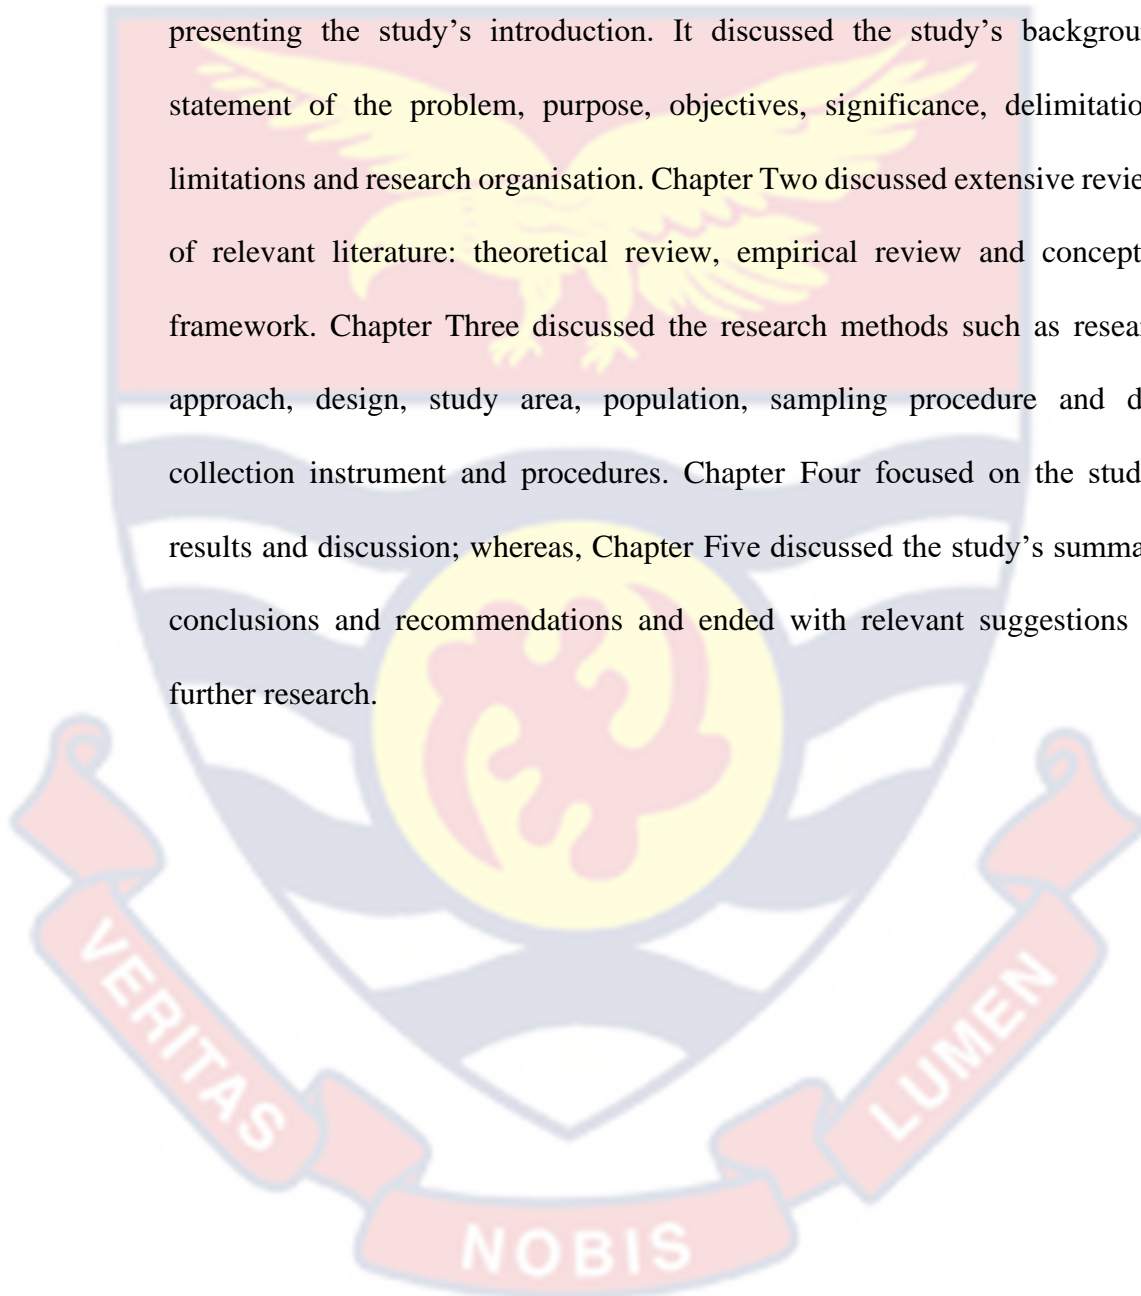 presenting the study's introduction. It discussed the study's backgrou
statement of the problem, purpose, objectives, significance, delimitatio
limitations and research organisation. Chapter Two discussed extensive revie
of relevant literature: theoretical review, empirical review and concept
framework. Chapter Three discussed the research methods such as resear
approach, design, study area, population, sampling procedure and d
collection instrument and procedures. Chapter Four focused on the stud
results and discussion; whereas, Chapter Five discussed the study's summa
conclusions and recommendations and ended with relevant suggestions
further research.
VERITAS
NOBIS
LUMEN